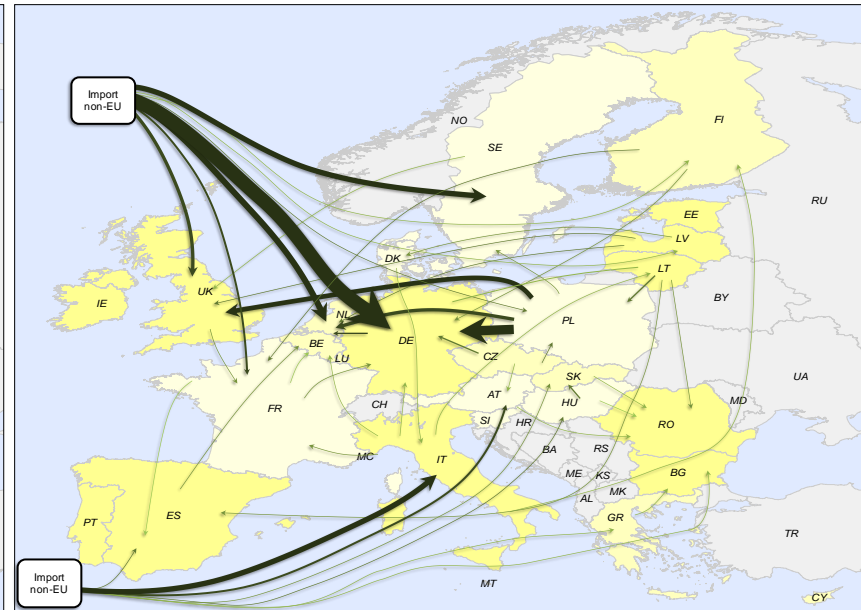 Import
non-EU
NO
FI
SE
RU
EE
LV
DK
LT
IE
UK
NL
PL
BY
BE
DE
LU
CZ
UA
SK
FR
CH
AT
HU
MD
SI
HR
RO
BA
RS
MC
IT
ME
KS
BG
MK
AL
PT
ES
GR
TR
Import
non-EU
MT
CY